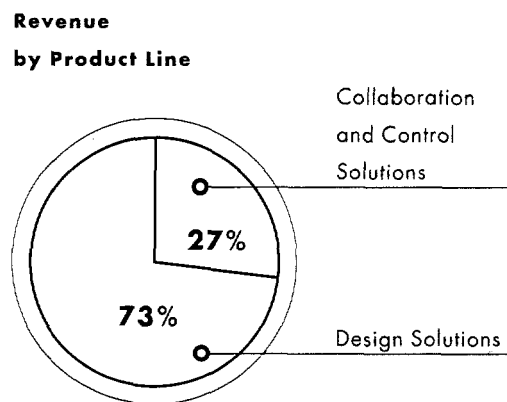 Revenue
by Product Line
Collaboration
and Control
Solutions
27%
73%
Design Solutions